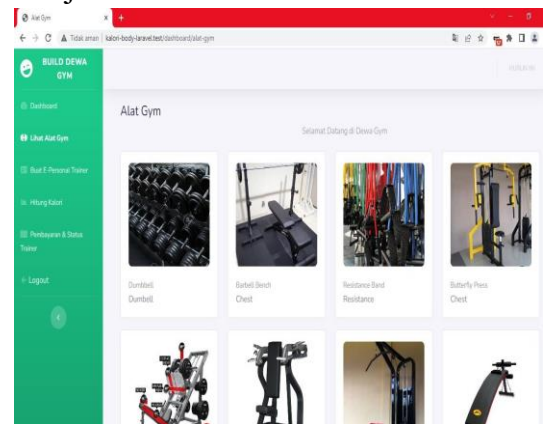 Alat Gym
Tidak aman
kalori-body-laravel.test/dashboard/alat-gym
BUILD DEWA
GYM
Dashboard
Lihat Alat Gym
Buat E-Personal Trainer
Hitung Kalori
Pembayaran & Status
Trainer
Logout
Alat Gym
Selamat Datang di Dewa Gym
Dumbbell
Dumbell
Barbell Bench
Chest
Resistance Band
Resistance
Butterfly Press
Chest